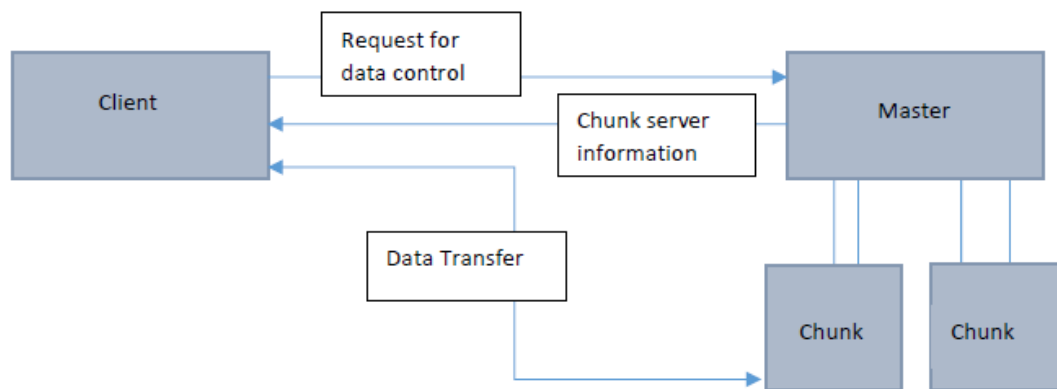 Request for
data control
Client
Master
Chunk server
information
Data Transfer
Chunk
Chunk